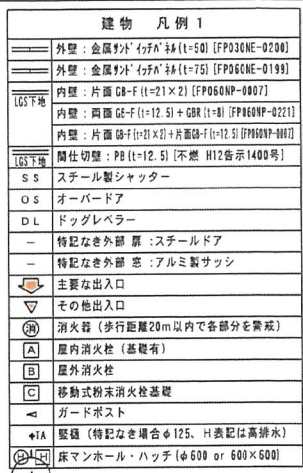 建物 凡例 1
外壁：金属ｻﾝﾄﾞｲｯﾁﾊﾟﾈﾙ(t=50) [FP030NE-0200]
外壁：金属ｻﾝﾄﾞｲｯﾁﾊﾟﾈﾙ(t=75) [FP060NE-0199]
内壁：片面 GB-F(t=21×2) [FP060NP-0007]
LGS下地
内壁：両面 GE-F(t=12.5)+GBR(t=8) [FP060NP-0221]
内壁：片面 GB-F(t=21×2)+片面GB-F(t=12.5) [FP060NP-0007]
LGS下地 間仕切壁：PB(t=12.5) [不燃 H12告示1400号]
SS スチール製シャッター
OS オーバードア
DL ドッグレベラー
― 特記なき外部 扉 :スチールドア
― 特記なき外部 窓 :アルミ製サッシ
主要な出入口
その他出入口
消 消火器 (歩行距離20m以内で各部分を警戒)
A 屋内消火栓 (基礎有)
B 屋外消火栓
C 移動式粉末消火栓基礎
ガードポスト
TA 竪樋 (特記なき場合φ125、H表記は高排水)
H H 床マンホール・ハッチ(φ600 or 600×600)